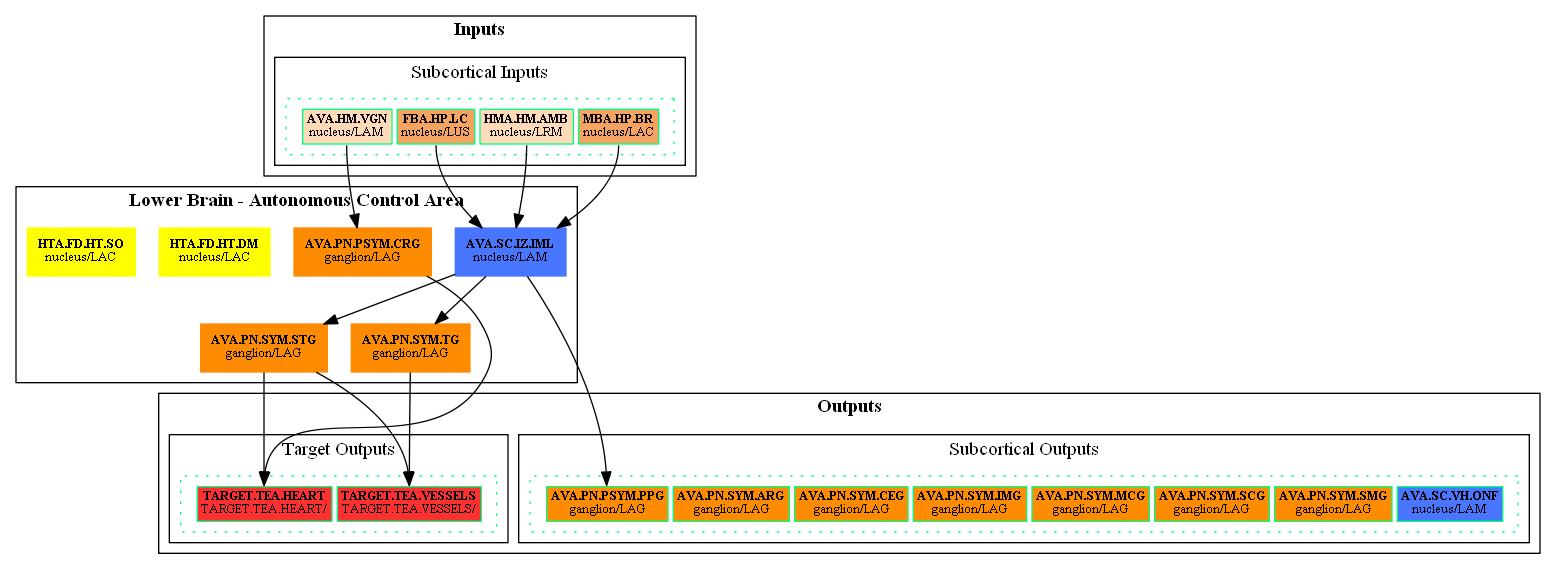 Inputs
Subcortical Inputs
AVA.HM.VGN
nucleus/LAM
FBA.HP.LC
nucleus/LUS
HMA.HM.AMB
nucleus/LRM
MBA.HP.BR
nucleus/LAC
Lower Brain - Autonomous Control Area
HTA.FD.HT.SO
nucleus/LAC
HTA.FD.HT.DM
nucleus/LAC
AVA.PN.PSYM.CRG
ganglion/LAG
AVA.SC.IZ.IML
nucleus/LAM
AVA.PN.SYM.STG
ganglion/LAG
AVA.PN.SYM.TG
ganglion/LAG
Outputs
Target Outputs
TARGET.TEA.HEART
TARGET.TEA.HEART/
TARGET.TEA.VESSELS
TARGET.TEA.VESSELS/
Subcortical Outputs
AVA.PN.PSYM.PPG
ganglion/LAG
AVA.PN.SYM.ARG
ganglion/LAG
AVA.PN.SYM.CEG
ganglion/LAG
AVA.PN.SYM.IMG
ganglion/LAG
AVA.PN.SYM.MCG
ganglion/LAG
AVA.PN.SYM.SCG
ganglion/LAG
AVA.PN.SYM.SMG
ganglion/LAG
AVA.SC.VH.ONF
nucleus/LAM